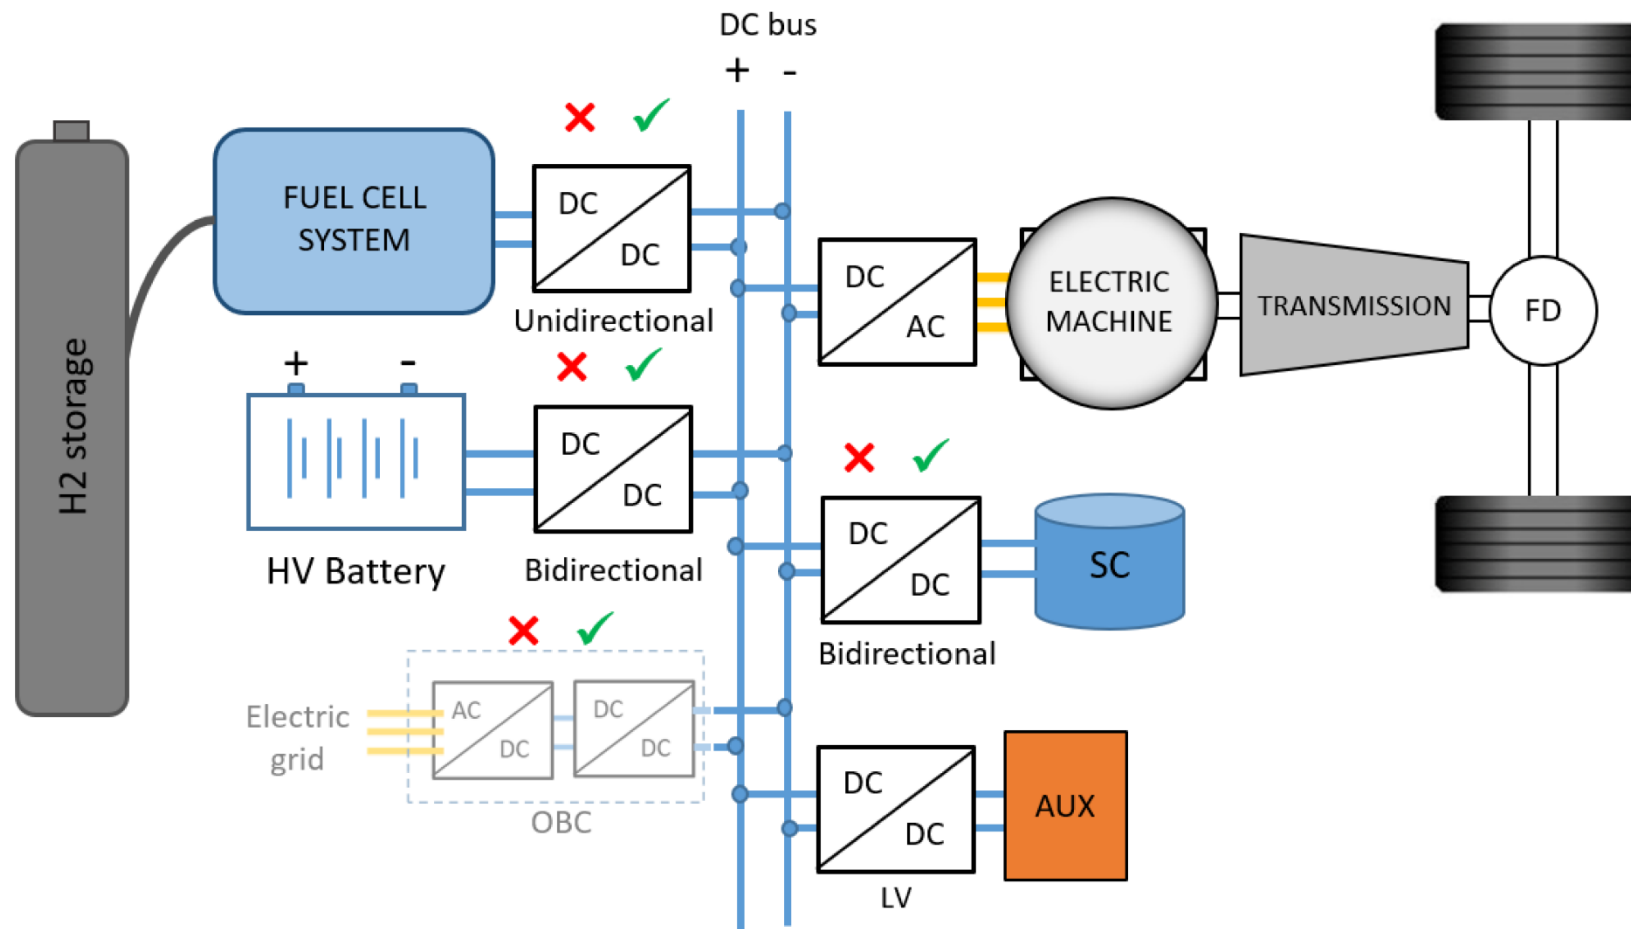 DC bus
+ -
H2 storage
FUEL CELL
SYSTEM
DC
DC
Unidirectional
+ -
HV Battery
DC
DC
Bidirectional
Electric
grid
AC
DC
DC
DC
OBC
DC
AC
ELECTRIC
MACHINE
TRANSMISSION
FD
DC
DC
Bidirectional
SC
DC
DC
LV
AUX